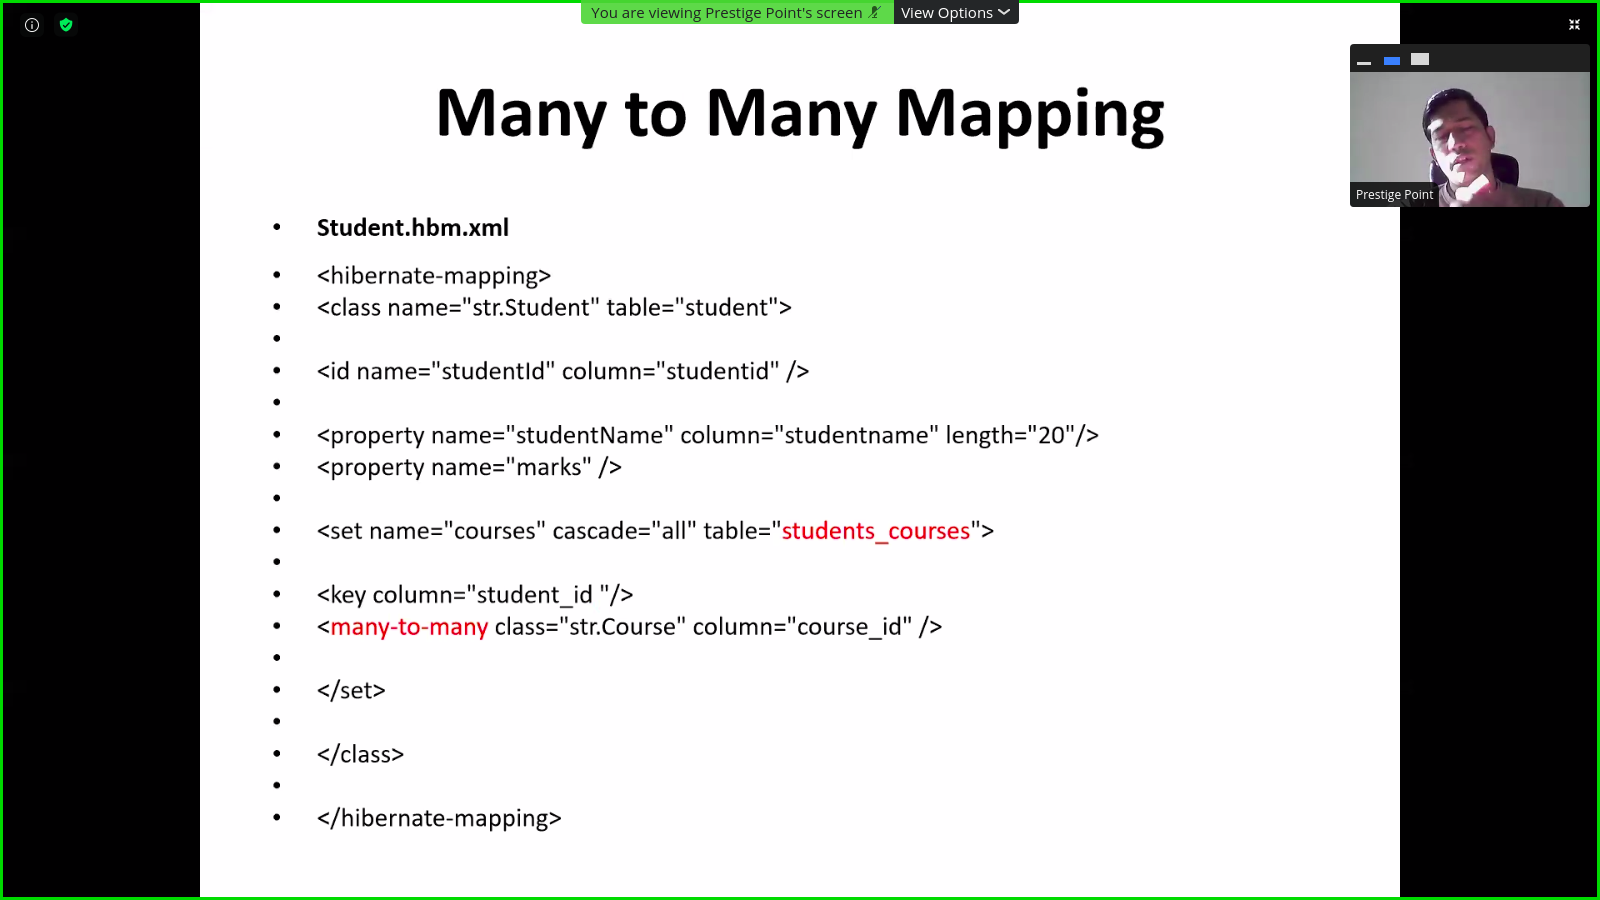 You are viewing Prestige Point's screen
View Options
Many to Many Mapping
Prestige Point
• Student.hbm.xml
• <hibernate-mapping>
• <class name="str.Student" table="student">
•
• <id name="studentId" column="studentid" />
•
• <property name="studentName" column="studentname" length="20"/>
• <property name="marks" />
•
• <set name="courses" cascade="all" table="students_courses">
•
• <key column="student_id "/>
• <many-to-many class="str.Course" column="course_id" />
•
• </set>
•
• </class>
•
• </hibernate-mapping>